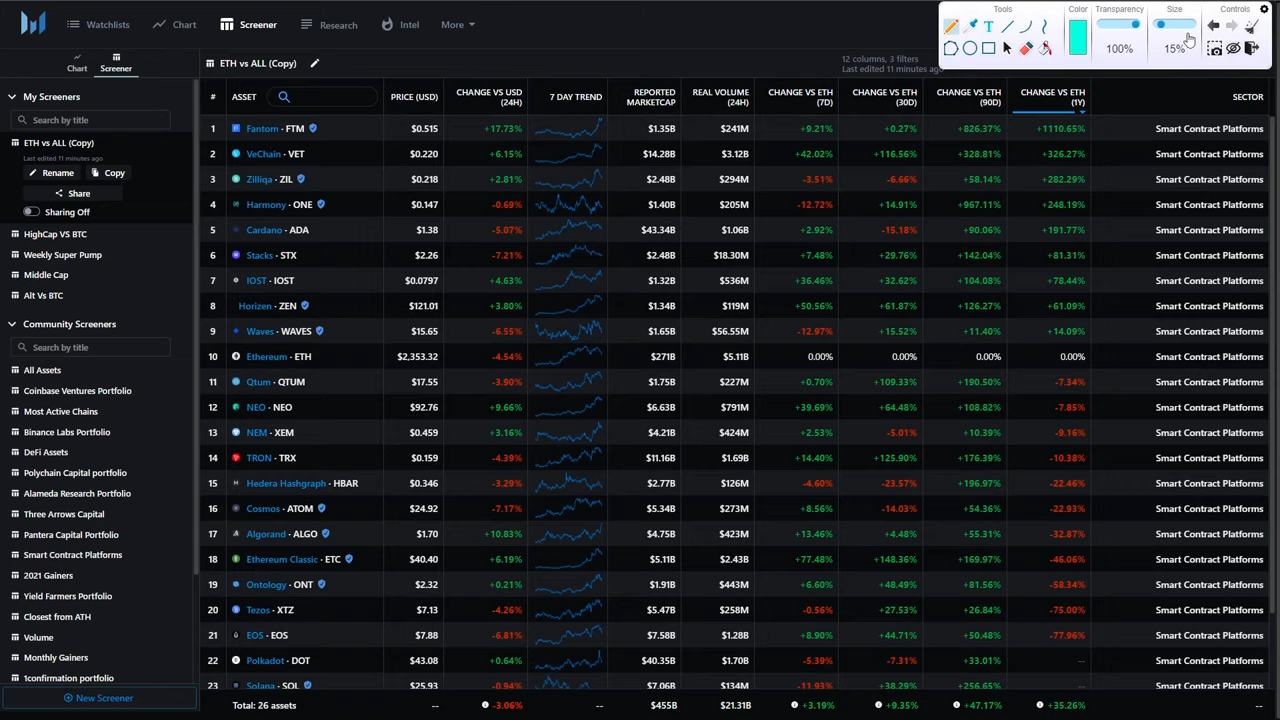 Watchlists Chart Screener Research Intel More
Tools Color Transparency Size Controls
T 100% 15%
Chart Screener
ETH vs ALL (Copy)
12 columns, 3 filters
Last edited 11 minutes ago
My Screeners
Search by title
ETH vs ALL (Copy)
Last edited 11 minutes ago
Rename Copy
Share
Sharing Off
HighCap VS BTC
Weekly Super Pump
Middle Cap
Alt Vs BTC
Community Screeners
Search by title
All Assets
Coinbase Ventures Portfolio
Most Active Chains
Binance Labs Portfolio
DeFi Assets
Polychain Capital portfolio
Alameda Research Portfolio
Three Arrows Capital
Pantera Capital portfolio
Smart Contract Platforms
2021 Gainers
Yield Farmers Portfolio
Closest from ATH
Volume
Monthly Gainers
1confirmation portfolio
New Screener
# ASSET PRICE (USD) CHANGE VS USD (24H) 7 DAY TREND REPORTED MARKETCAP REAL VOLUME (24H) CHANGE VS ETH (7D) CHANGE VS ETH (30D) CHANGE VS ETH (90D) CHANGE VS ETH (1Y) SECTOR
1 Fantom · FTM $0.515 +17.73% $1.35B $241M +9.21% +0.27% +826.37% +1110.65% Smart Contract Platforms
2 VeChain · VET $0.220 +6.15% $14.28B $3.12B +42.02% +116.56% +328.81% +326.27% Smart Contract Platforms
3 Zilliqa · ZIL $0.218 +2.81% $2.48B $294M -3.51% -6.66% +58.14% +282.29% Smart Contract Platforms
4 Harmony · ONE $0.147 -0.69% $1.40B $205M -12.72% +14.91% +967.11% +248.19% Smart Contract Platforms
5 Cardano · ADA $1.38 -5.07% $43.34B $1.06B +2.92% -15.18% +90.06% +191.77% Smart Contract Platforms
6 Stacks · STX $2.26 -7.21% $2.48B $18.30M +7.48% +29.76% +142.04% +81.31% Smart Contract Platforms
7 IOST · IOST $0.0797 +4.63% $1.32B $536M +36.46% +32.62% +104.08% +78.44% Smart Contract Platforms
8 Horizen · ZEN $121.01 +3.80% $1.34B $119M +50.56% +61.87% +126.27% +61.09% Smart Contract Platforms
9 Waves · WAVES $15.65 -6.55% $1.65B $56.55M -12.97% +15.52% +11.40% +14.09% Smart Contract Platforms
10 Ethereum · ETH $2,353.32 -4.54% $271B $5.11B 0.00% 0.00% 0.00% 0.00% Smart Contract Platforms
11 Qtum · QTUM $17.55 -3.90% $1.75B $227M +0.70% +109.33% +190.50% -7.34% Smart Contract Platforms
12 NEO · NEO $92.76 +9.66% $6.63B $791M +39.69% +64.48% +108.82% -7.85% Smart Contract Platforms
13 NEM · XEM $0.459 +3.16% $4.21B $424M +2.53% -5.01% +10.39% -9.16% Smart Contract Platforms
14 TRON · TRX $0.159 -4.39% $11.16B $1.69B +14.40% +125.90% +176.39% -10.38% Smart Contract Platforms
15 Hedera Hashgraph · HBAR $0.346 -3.29% $2.77B $126M -4.60% -23.57% +196.97% -22.46% Smart Contract Platforms
16 Cosmos · ATOM $24.92 -7.17% $5.34B $273M +8.56% -14.03% +54.36% -22.93% Smart Contract Platforms
17 Algorand · ALGO $1.70 +10.83% $4.75B $423M +13.46% +4.48% +55.31% -32.87% Smart Contract Platforms
18 Ethereum Classic · ETC $40.40 +6.19% $5.11B $2.43B +77.48% +148.36% +169.97% -46.06% Smart Contract Platforms
19 Ontology · ONT $2.32 +0.21% $1.91B $443M +6.60% +48.49% +81.56% -58.34% Smart Contract Platforms
20 Tezos · XTZ $7.13 -4.26% $5.47B $258M -0.56% +27.53% +26.84% -75.00% Smart Contract Platforms
21 EOS · EOS $7.88 -6.81% $7.58B $1.28B +8.90% +44.71% +50.48% -77.96% Smart Contract Platforms
22 Polkadot · DOT $43.08 +0.64% $40.35B $1.70B -5.39% -7.31% +33.01% -- Smart Contract Platforms
23 Solana · SOL $25.93 -0.94% $7.06B $134M -11.93% +38.29% +256.65% -- Smart Contract Platforms
Total: 26 assets -- -3.06% -- $455B $21.31B +3.19% +9.35% +47.17% +35.26% --